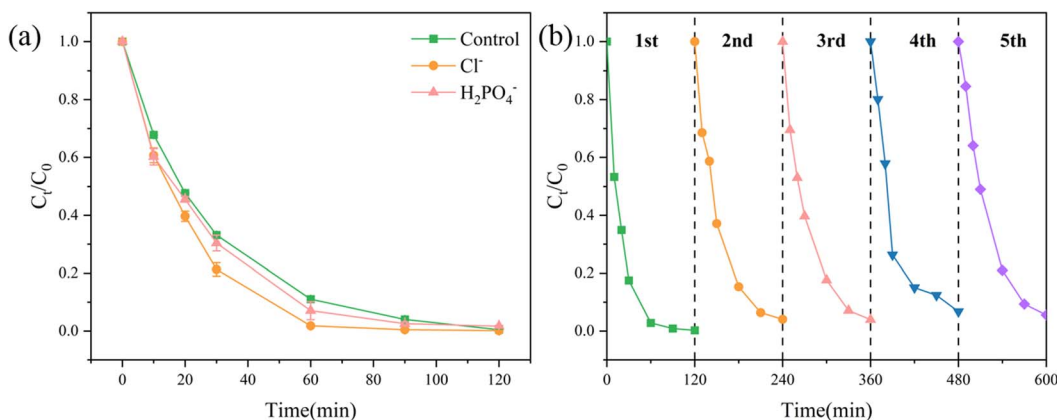 (a)
Control
Cl⁻
H₂PO₄⁻
1.0
0.8
0.6
0.4
0.2
0.0
Cₜ/C₀
0 20 40 60 80 100 120
Time(min)
(b)
1st 2nd 3rd 4th 5th
1.0
0.8
0.6
0.4
0.2
0.0
Cₜ/C₀
0 120 240 360 480 600
Time(min)